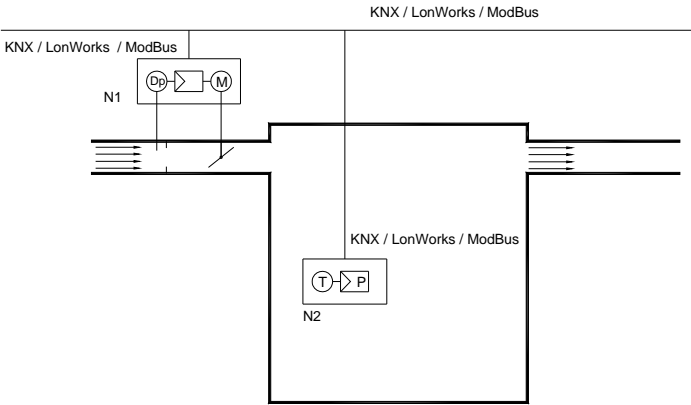 KNX / LonWorks / ModBus
KNX / LonWorks / ModBus
Dp
M
N1
KNX / LonWorks / ModBus
T
P
N2